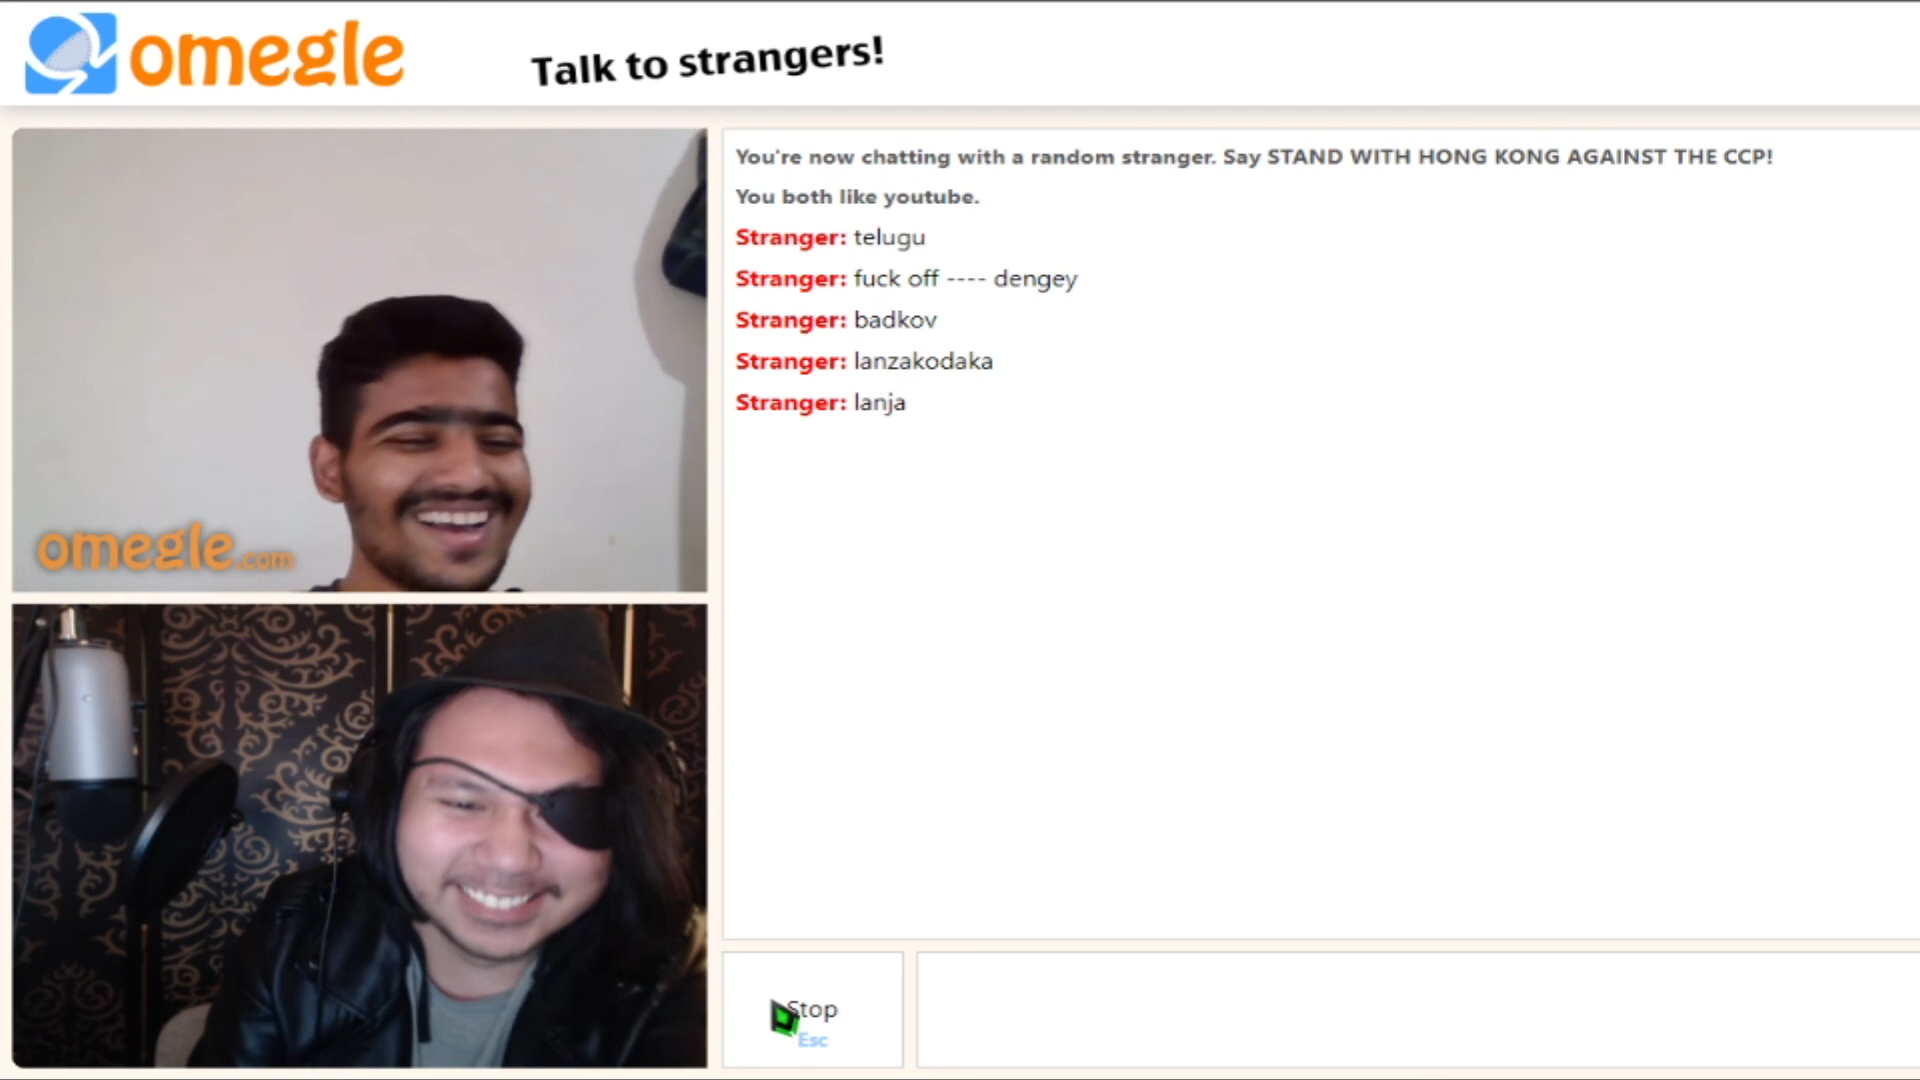 omegle
Talk to strangers!
You're now chatting with a random stranger. Say STAND WITH HONG KONG AGAINST THE CCP!
You both like youtube.
Stranger: telugu
Stranger: fuck off ---- dengey
Stranger: badkov
Stranger: lanzakodaka
Stranger: lanja
omegle.com
Stop
Esc